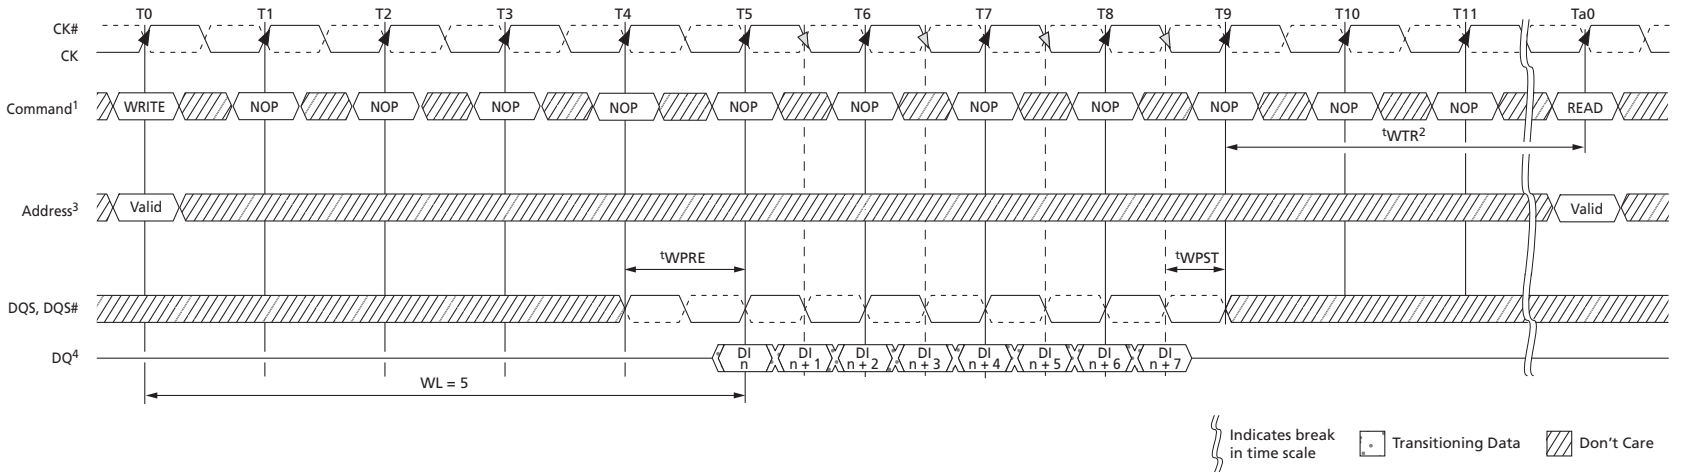 T0 T1 T2 T3 T4 T5 T6 T7 T8 T9 T10 T11 Ta0
CK#
CK
Command1 WRITE NOP NOP NOP NOP NOP NOP NOP NOP NOP NOP NOP READ
tWTR2
Address3 Valid Valid
tWPRE tWPST
DQS, DQS#
DQ4 DI n DI n + 1 DI n + 2 DI n + 3 DI n + 4 DI n + 5 DI n + 6 DI n + 7
WL = 5
Indicates break
in time scale
Transitioning Data
Don't Care